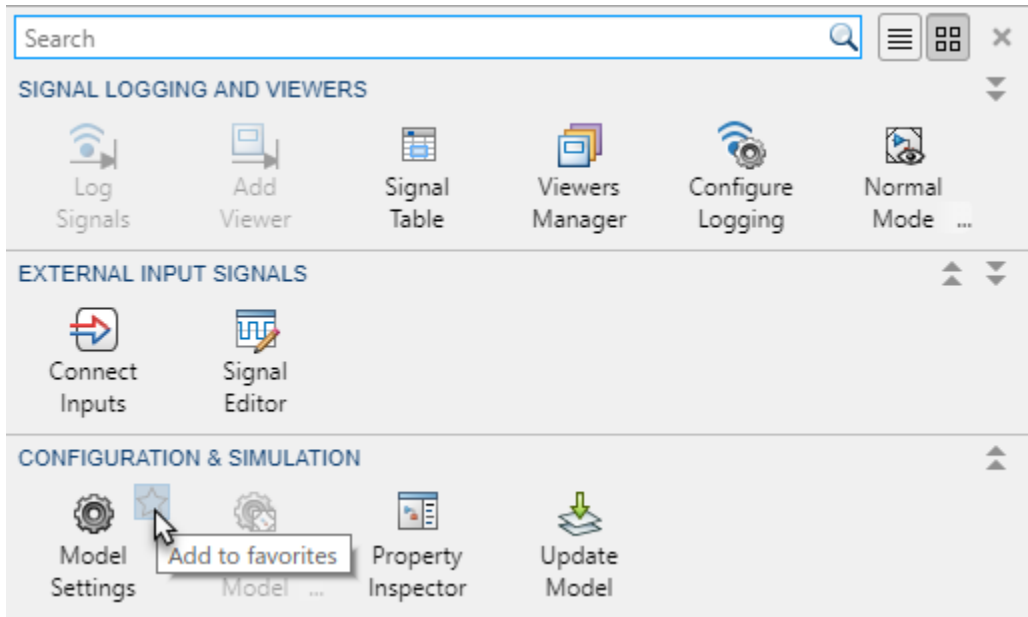 Search
SIGNAL LOGGING AND VIEWERS
Log Signals
Add Viewer
Signal Table
Viewers Manager
Configure Logging
Normal Mode ...
EXTERNAL INPUT SIGNALS
Connect Inputs
Signal Editor
CONFIGURATION & SIMULATION
Model Settings
Add to favorites
Model ...
Property Inspector
Update Model